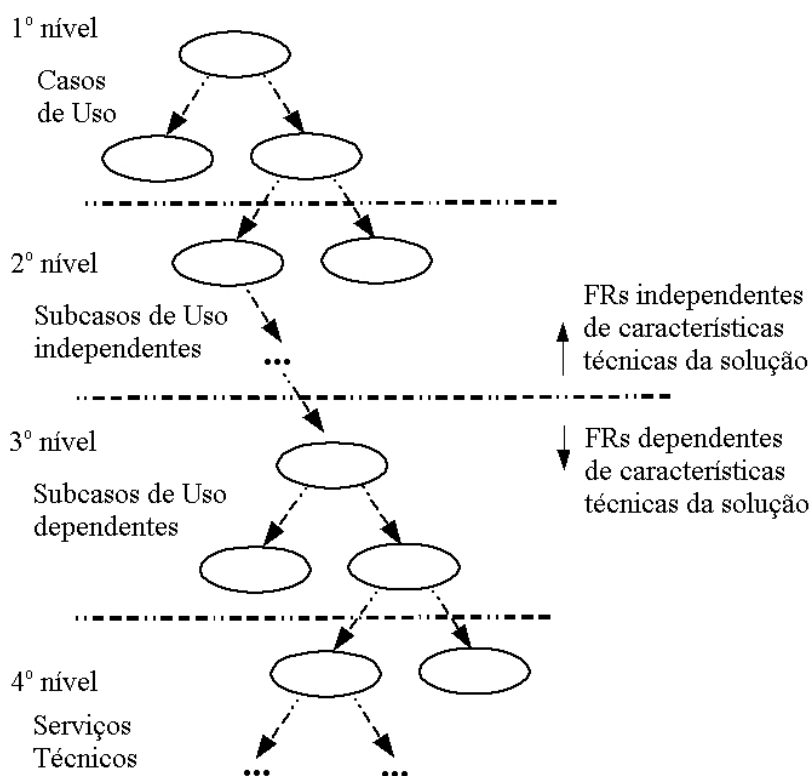 1º nível
Casos
de Uso
2º nível
Subcasos de Uso
independentes
...
FRs independentes
de características
técnicas da solução
3º nível
Subcasos de Uso
dependentes
FRs dependentes
de características
técnicas da solução
4º nível
Serviços
Técnicos
... ...